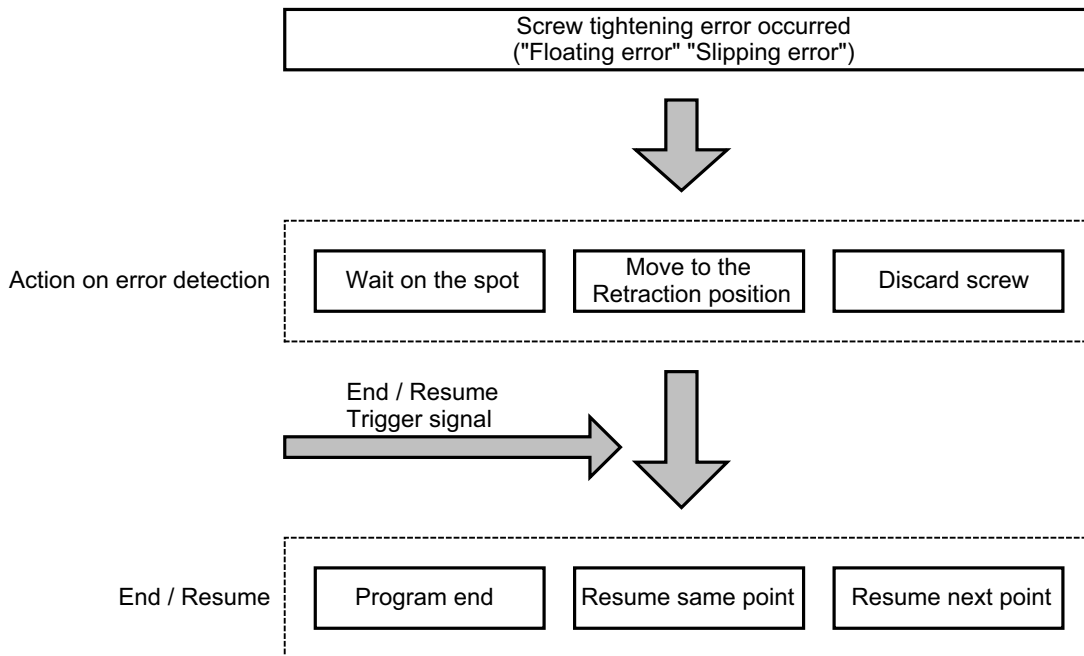 Screw tightening error occurred
("Floating error" "Slipping error")
Action on error detection
Wait on the spot
Move to the
Retraction position
Discard screw
End / Resume
Trigger signal
End / Resume
Program end
Resume same point
Resume next point